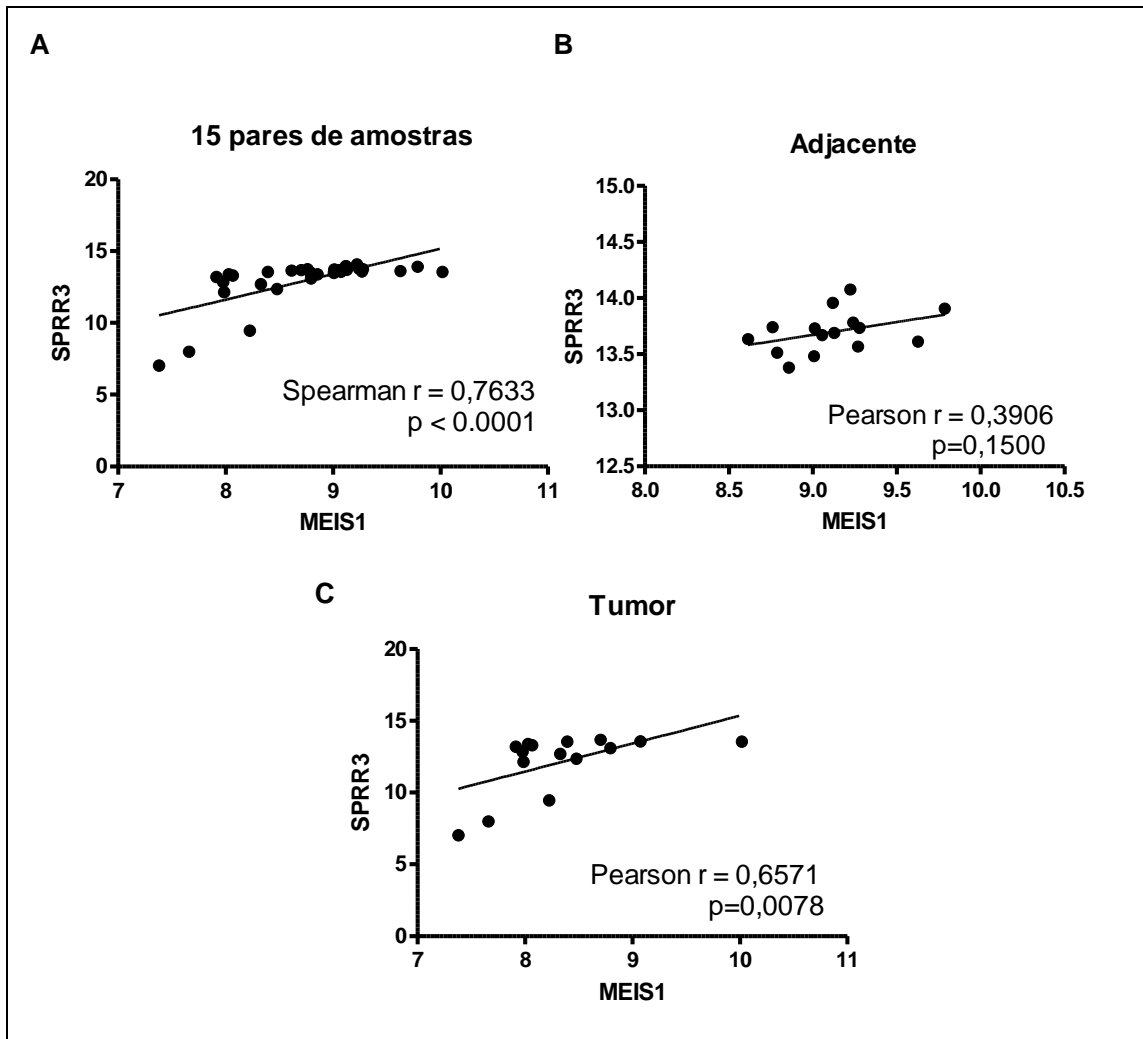 A
15 pares de amostras
20
15
10
5
0
SPRR3
7 8 9 10 11
MEIS1
Spearman r = 0,7633
p < 0.0001
B
Adjacente
15.0
14.5
14.0
13.5
13.0
12.5
SPRR3
8.0 8.5 9.0 9.5 10.0 10.5
MEIS1
Pearson r = 0,3906
p=0,1500
C
Tumor
20
15
10
5
0
SPRR3
7 8 9 10 11
MEIS1
Pearson r = 0,6571
p=0,0078